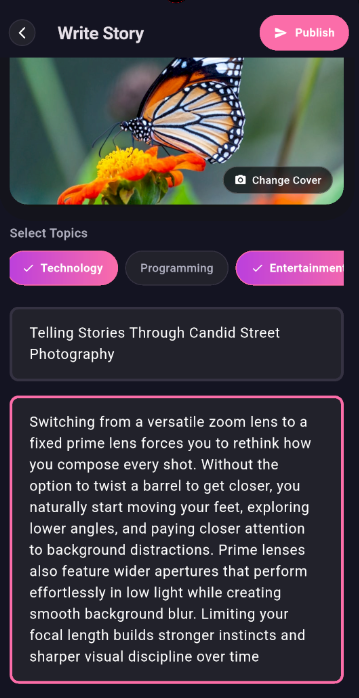 Write Story
Publish
Change Cover
Select Topics
Technology
Programming
Entertainment
Telling Stories Through Candid Street
Photography
Switching from a versatile zoom lens to a
fixed prime lens forces you to rethink how
you compose every shot. Without the
option to twist a barrel to get closer, you
naturally start moving your feet, exploring
lower angles, and paying closer attention
to background distractions. Prime lenses
also feature wider apertures that perform
effortlessly in low light while creating
smooth background blur. Limiting your
focal length builds stronger instincts and
sharper visual discipline over time